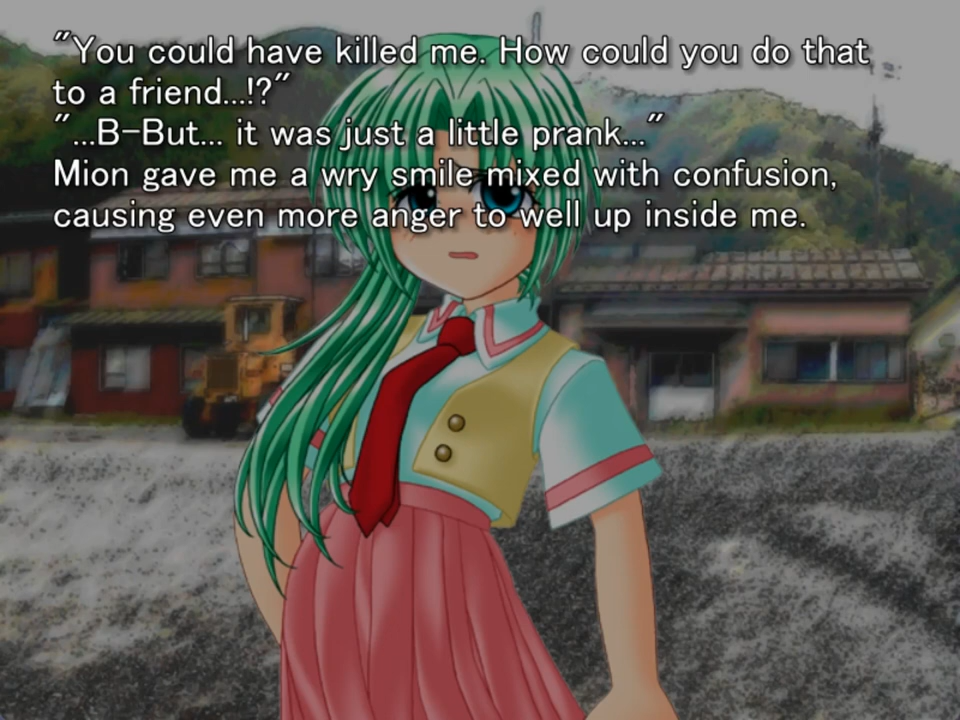 "You could have killed me. How could you do that
to a friend...!?"
"...B-But... it was just a little prank..."
Mion gave me a wry smile mixed with confusion,
causing even more anger to well up inside me.